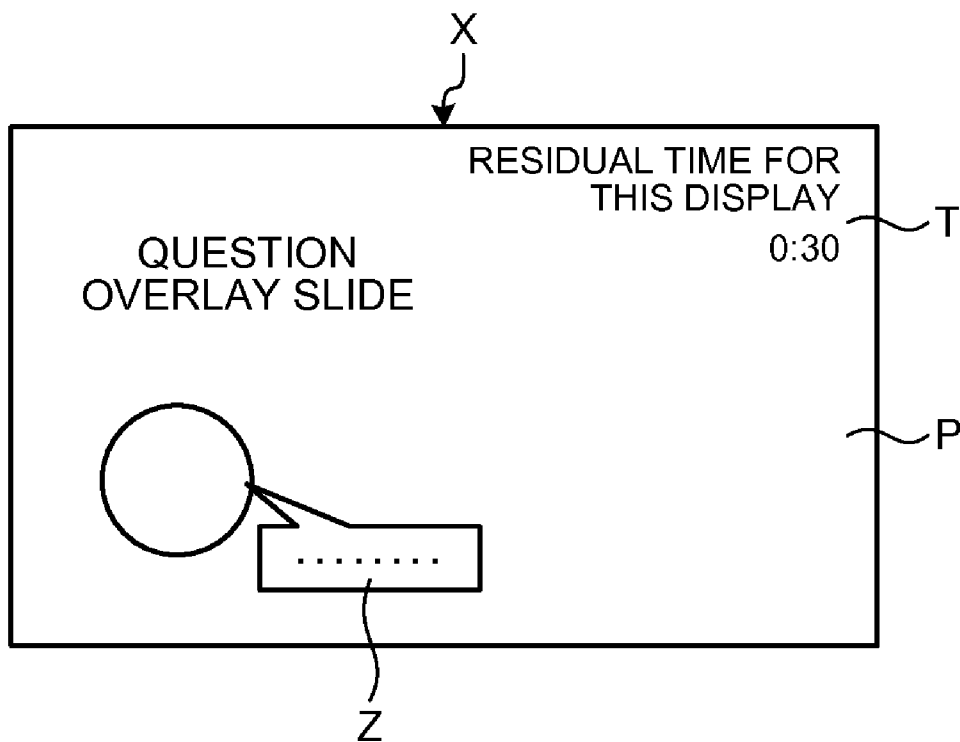 X
RESIDUAL TIME FOR
THIS DISPLAY
0:30
T
QUESTION
OVERLAY SLIDE
P
........
Z